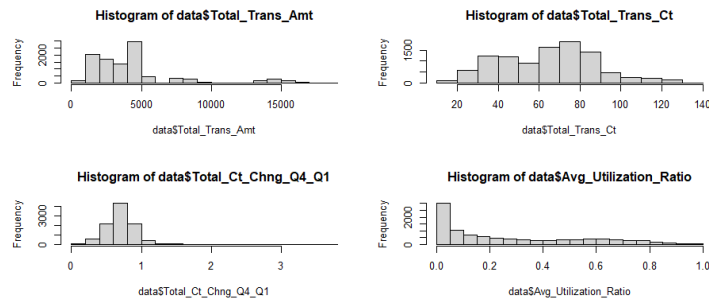 Histogram of data$Total_Trans_Amt
Frequency
0 2000
0 5000 10000 15000
data$Total_Trans_Amt
Histogram of data$Total_Trans_Ct
Frequency
0 1500
20 40 60 80 100 120 140
data$Total_Trans_Ct
Histogram of data$Total_Ct_Chng_Q4_Q1
Frequency
0 3000
0 1 2 3
data$Total_Ct_Chng_Q4_Q1
Histogram of data$Avg_Utilization_Ratio
Frequency
0 2000
0.0 0.2 0.4 0.6 0.8 1.0
data$Avg_Utilization_Ratio